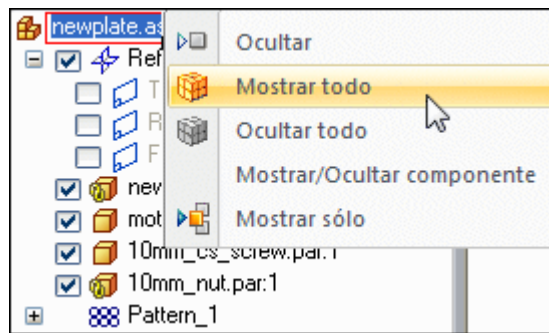 newplate.as
Ref
T
R
F
new
mot
10mm_cs_screw.par:1
10mm_nut.par:1
Pattern_1
Ocultar
Mostrar todo
Ocultar todo
Mostrar/Ocultar componente
Mostrar sólo